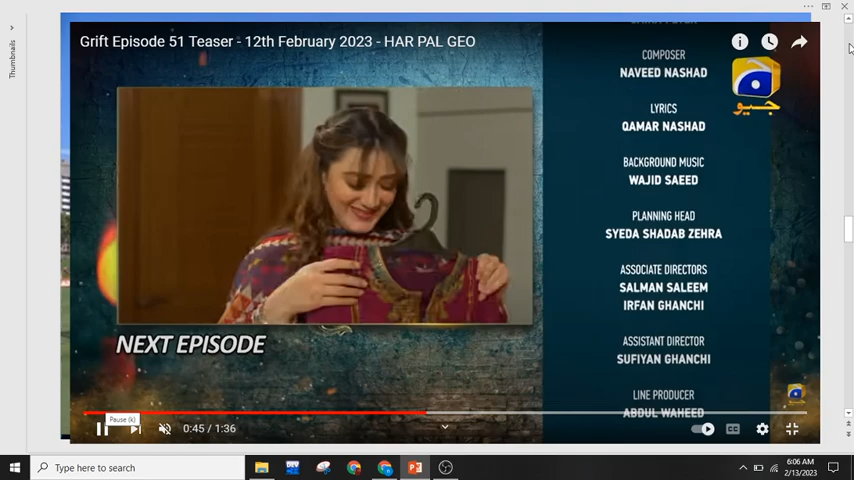 Thumbnails
Grift Episode 51 Teaser - 12th February 2023 - HAR PAL GEO
COMPOSER
NAVEED NASHAD
جیو
LYRICS
QAMAR NASHAD
BACKGROUND MUSIC
WAJID SAEED
PLANNING HEAD
SYEDA SHADAB ZEHRA
ASSOCIATE DIRECTORS
SALMAN SALEEM
IRFAN GHANCHI
NEXT EPISODE
ASSISTANT DIRECTOR
SUFIYAN GHANCHI
LINE PRODUCER
ABDUL WAHEED
Pause (k)
0:45 / 1:36
CC
Type here to search
DEV
6:06 AM
2/13/2023